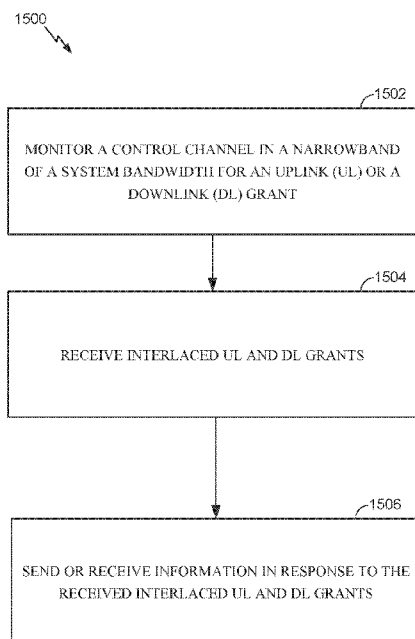 1500
1502
MONITOR A CONTROL CHANNEL IN A NARROWBAND
OF A SYSTEM BANDWIDTH FOR AN UPLINK (UL) OR A
DOWNLINK (DL) GRANT
1504
RECEIVE INTERLACED UL AND DL GRANTS
1506
SEND OR RECEIVE INFORMATION IN RESPONSE TO THE
RECEIVED INTERLACED UL AND DL GRANTS